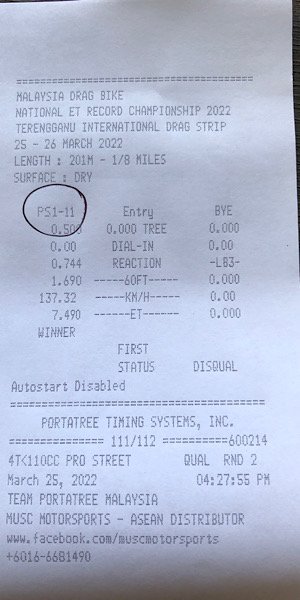 ========================================
MALAYSIA DRAG BIKE
NATIONAL ET RECORD CHAMPIONSHIP 2022
TERENGGANU INTERNATIONAL DRAG STRIP
25 - 26 MARCH 2022
LENGTH : 201M - 1/8 MILES
SURFACE : DRY
PS1-11 Entry BYE
0.500 0.000 TREE 0.000
0.00 DIAL-IN 0.00
0.744 REACTION -LB3-
1.690 -----60FT----- 0.000
137.32 -----KM/H----- 0.00
7.490 ------ET------ 0.000
WINNER
FIRST
STATUS DISQUAL
Autostart Disabled
========================================
PORTATREE TIMING SYSTEMS, INC.
=============== 111/112 ==========600214
4T<110CC PRO STREET QUAL RND 2
March 25, 2022 04:27:55 PM
TEAM PORTATREE MALAYSIA
MUSC MOTORSPORTS - ASEAN DISTRIBUTOR
www.facebook.com/muscmotorsports
+6016-6681490